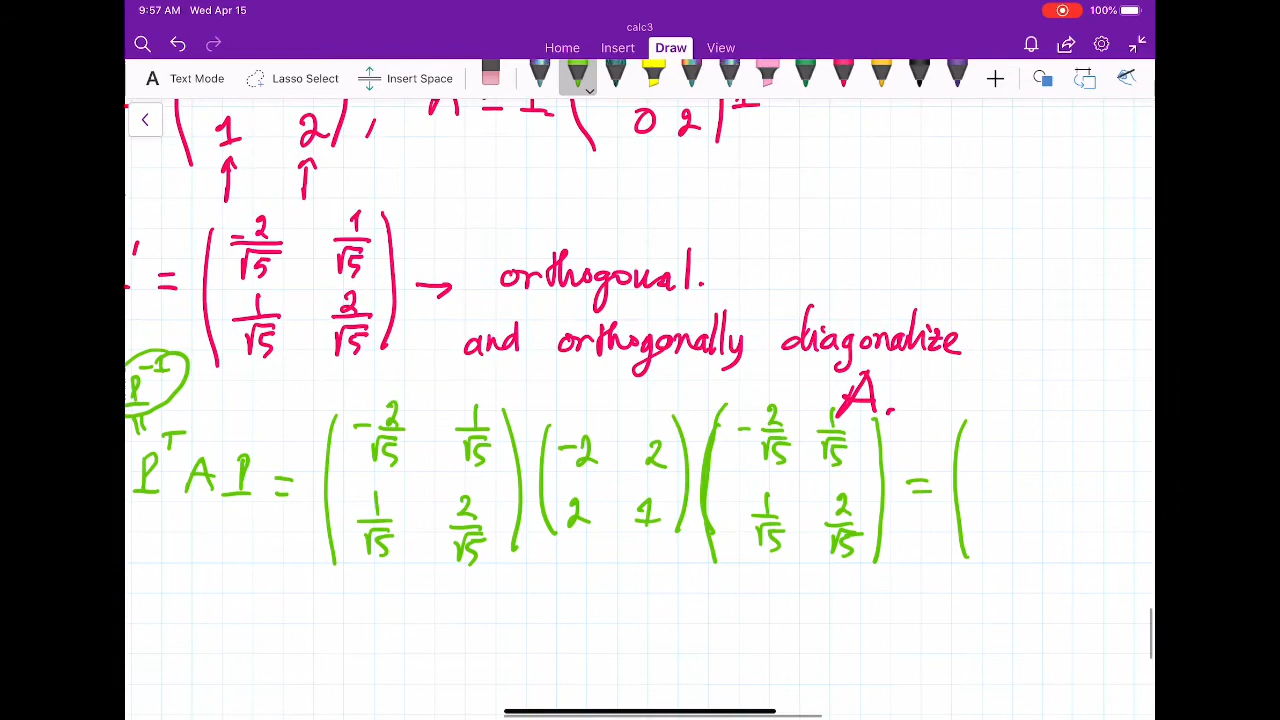 9:57 AM Wed Apr 15
100%
calc3
Home Insert Draw View
A Text Mode Lasso Select Insert Space
1 2 ,
0 2
= ( -2/√5 1/√5 ) → orthogonal.
( 1/√5 2/√5 )
and orthogonally diagonalize
A.
P⁻¹
=
Pᵀ A P = ( -2/√5 1/√5 ) ( -2 2 ) ( -2/√5 1/√5 ) = (
( 1/√5 2/√5 ) ( 2 1 ) ( 1/√5 2/√5 )